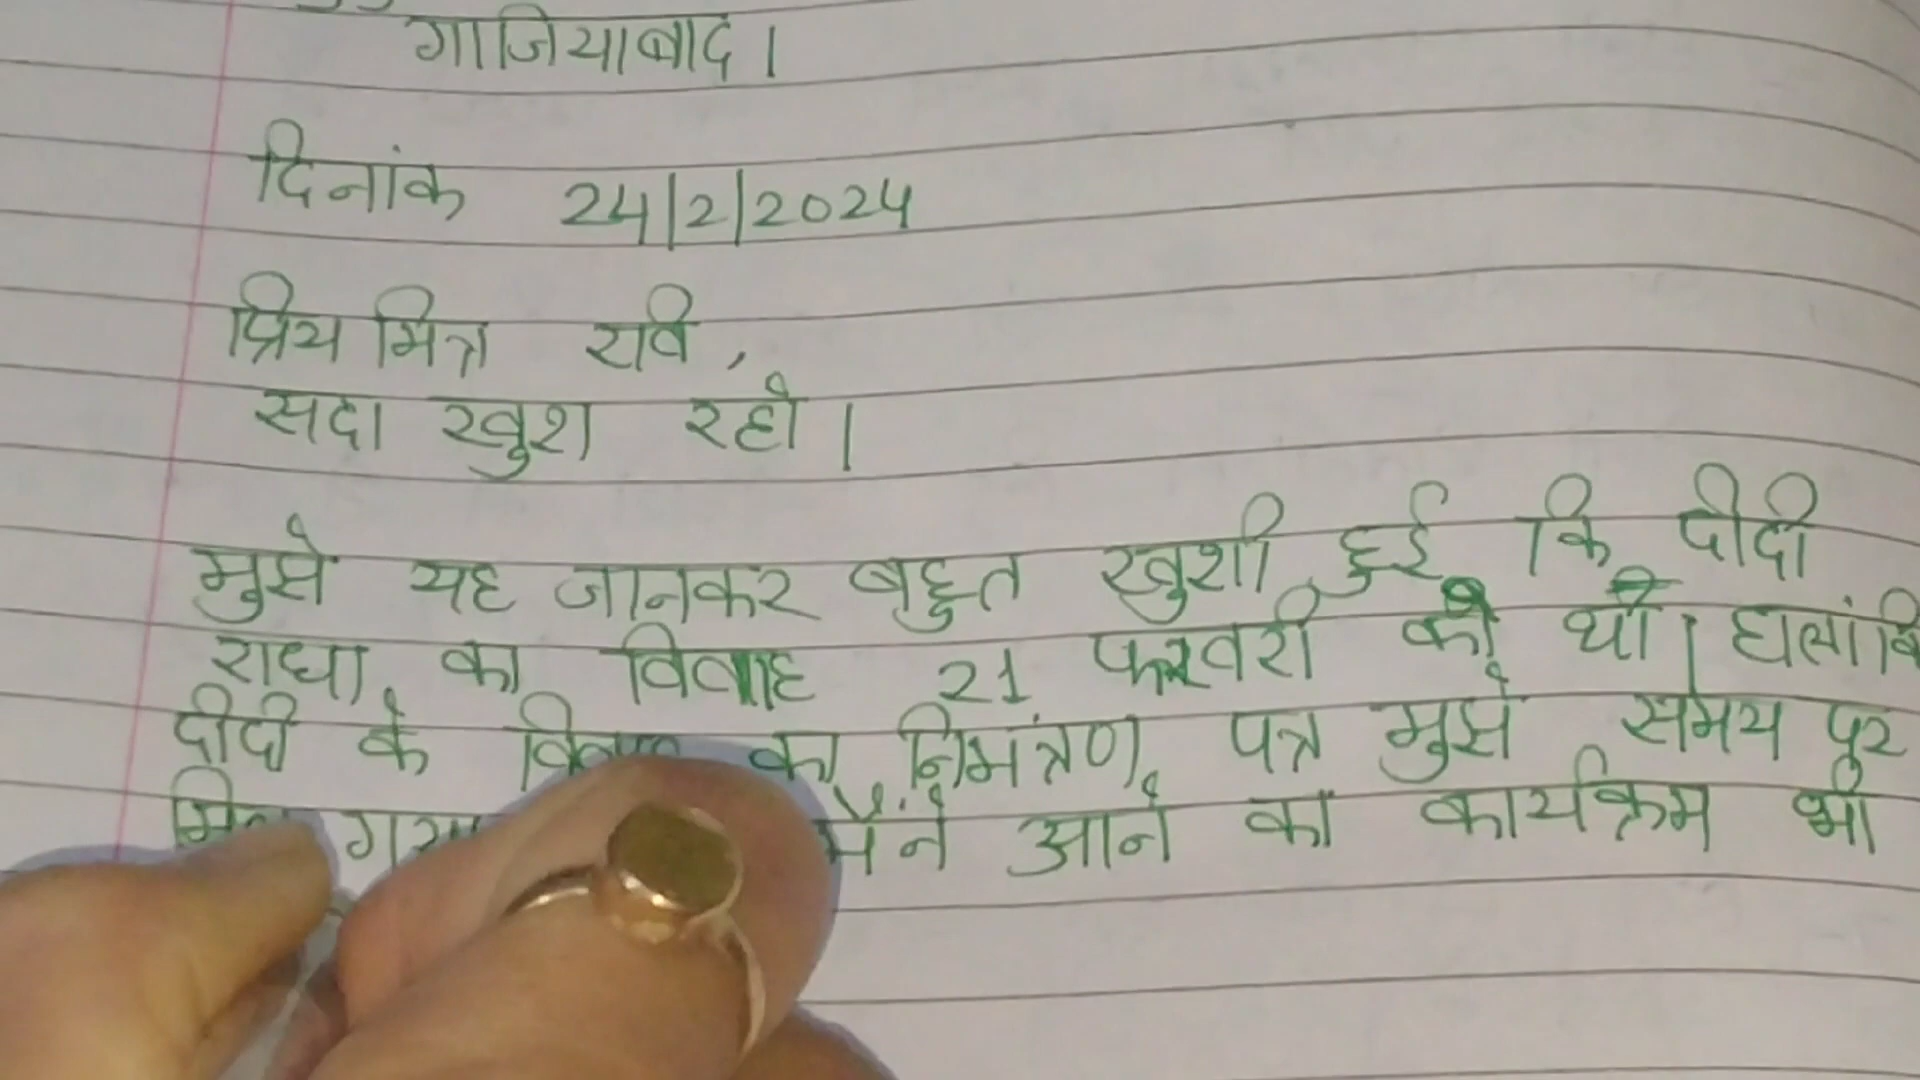 गाजियाबाद।
दिनांक 24/2/2024
प्रिय मित्र रवि,
सदा खुश रहो।
मुझे यह जानकर बहुत खुशी हुई कि दीदी
राधा का विवाह 21 फरवरी को थी। हालांकि
दीदी के का निमंत्रण पत्र मुझे समय पर
मैंने आने का कार्यक्रम भी